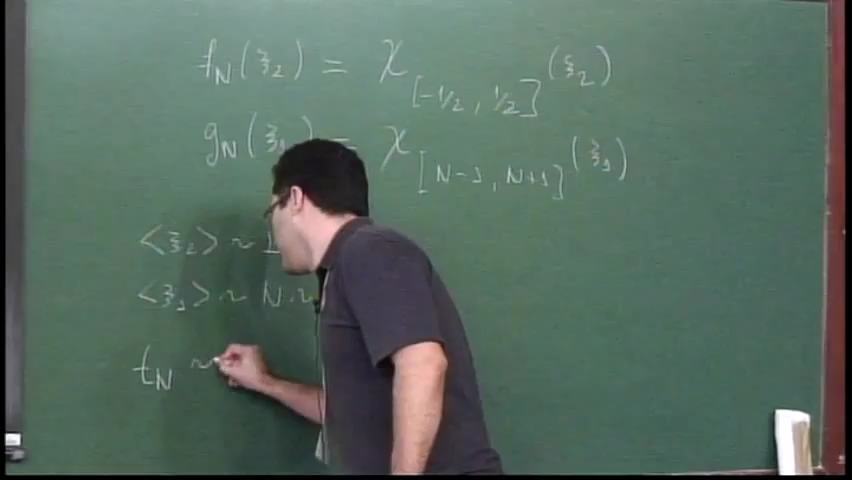 f_N(ξ_2) = χ_[-1/2, 1/2](ξ_2)
g_N(ξ_1) = χ_[N-1, N+1](ξ_1)
<ξ_2> ~ 1
<ξ_1> ~ N ~
t_N ~